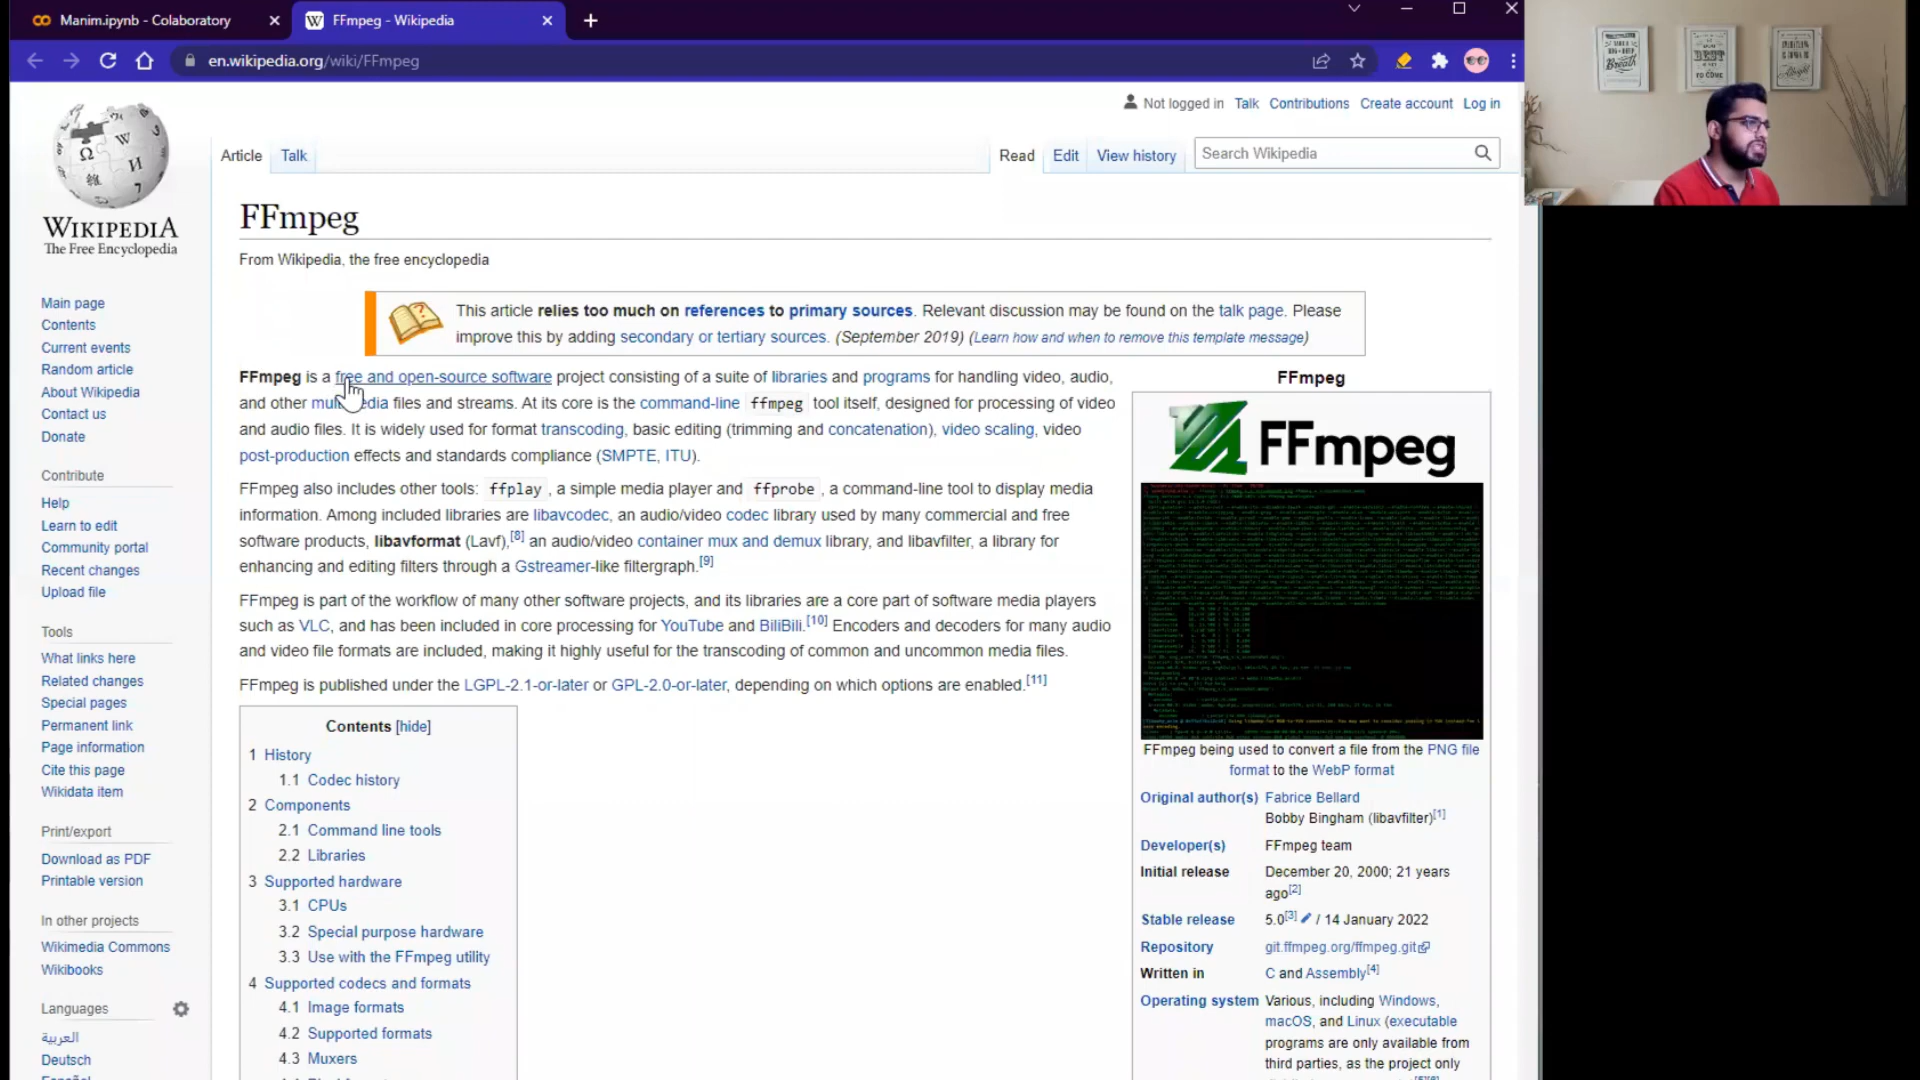 Manim.ipynb - Colaboratory
FFmpeg - Wikipedia
en.wikipedia.org/wiki/FFmpeg
WIKIPEDIA
The Free Encyclopedia
Main page
Contents
Current events
Random article
About Wikipedia
Contact us
Donate
Contribute
Help
Learn to edit
Community portal
Recent changes
Upload file
Tools
What links here
Related changes
Special pages
Permanent link
Page information
Cite this page
Wikidata item
Print/export
Download as PDF
Printable version
In other projects
Wikimedia Commons
Wikibooks
Languages
العربية
Deutsch
Not logged in Talk Contributions Create account Log in
Article Talk Read Edit View history Search Wikipedia
FFmpeg
From Wikipedia, the free encyclopedia
This article relies too much on references to primary sources. Relevant discussion may be found on the talk page. Please
improve this by adding secondary or tertiary sources. (September 2019) (Learn how and when to remove this template message)
FFmpeg is a free and open-source software project consisting of a suite of libraries and programs for handling video, audio,
and other multimedia files and streams. At its core is the command-line ffmpeg tool itself, designed for processing of video
and audio files. It is widely used for format transcoding, basic editing (trimming and concatenation), video scaling, video
post-production effects and standards compliance (SMPTE, ITU).
FFmpeg also includes other tools: ffplay , a simple media player and ffprobe , a command-line tool to display media
information. Among included libraries are libavcodec, an audio/video codec library used by many commercial and free
software products, libavformat (Lavf),[8] an audio/video container mux and demux library, and libavfilter, a library for
enhancing and editing filters through a Gstreamer-like filtergraph.[9]
FFmpeg is part of the workflow of many other software projects, and its libraries are a core part of software media players
such as VLC, and has been included in core processing for YouTube and BiliBili.[10] Encoders and decoders for many audio
and video file formats are included, making it highly useful for the transcoding of common and uncommon media files.
FFmpeg is published under the LGPL-2.1-or-later or GPL-2.0-or-later, depending on which options are enabled.[11]
Contents [hide]
1 History
1.1 Codec history
2 Components
2.1 Command line tools
2.2 Libraries
3 Supported hardware
3.1 CPUs
3.2 Special purpose hardware
3.3 Use with the FFmpeg utility
4 Supported codecs and formats
4.1 Image formats
4.2 Supported formats
4.3 Muxers
FFmpeg
FFmpeg
FFmpeg being used to convert a file from the PNG file
format to the WebP format
Original author(s) Fabrice Bellard
Bobby Bingham (libavfilter)[1]
Developer(s) FFmpeg team
Initial release December 20, 2000; 21 years
ago[2]
Stable release 5.0[3] / 14 January 2022
Repository git.ffmpeg.org/ffmpeg.git
Written in C and Assembly[4]
Operating system Various, including Windows,
macOS, and Linux (executable
programs are only available from
third parties, as the project only